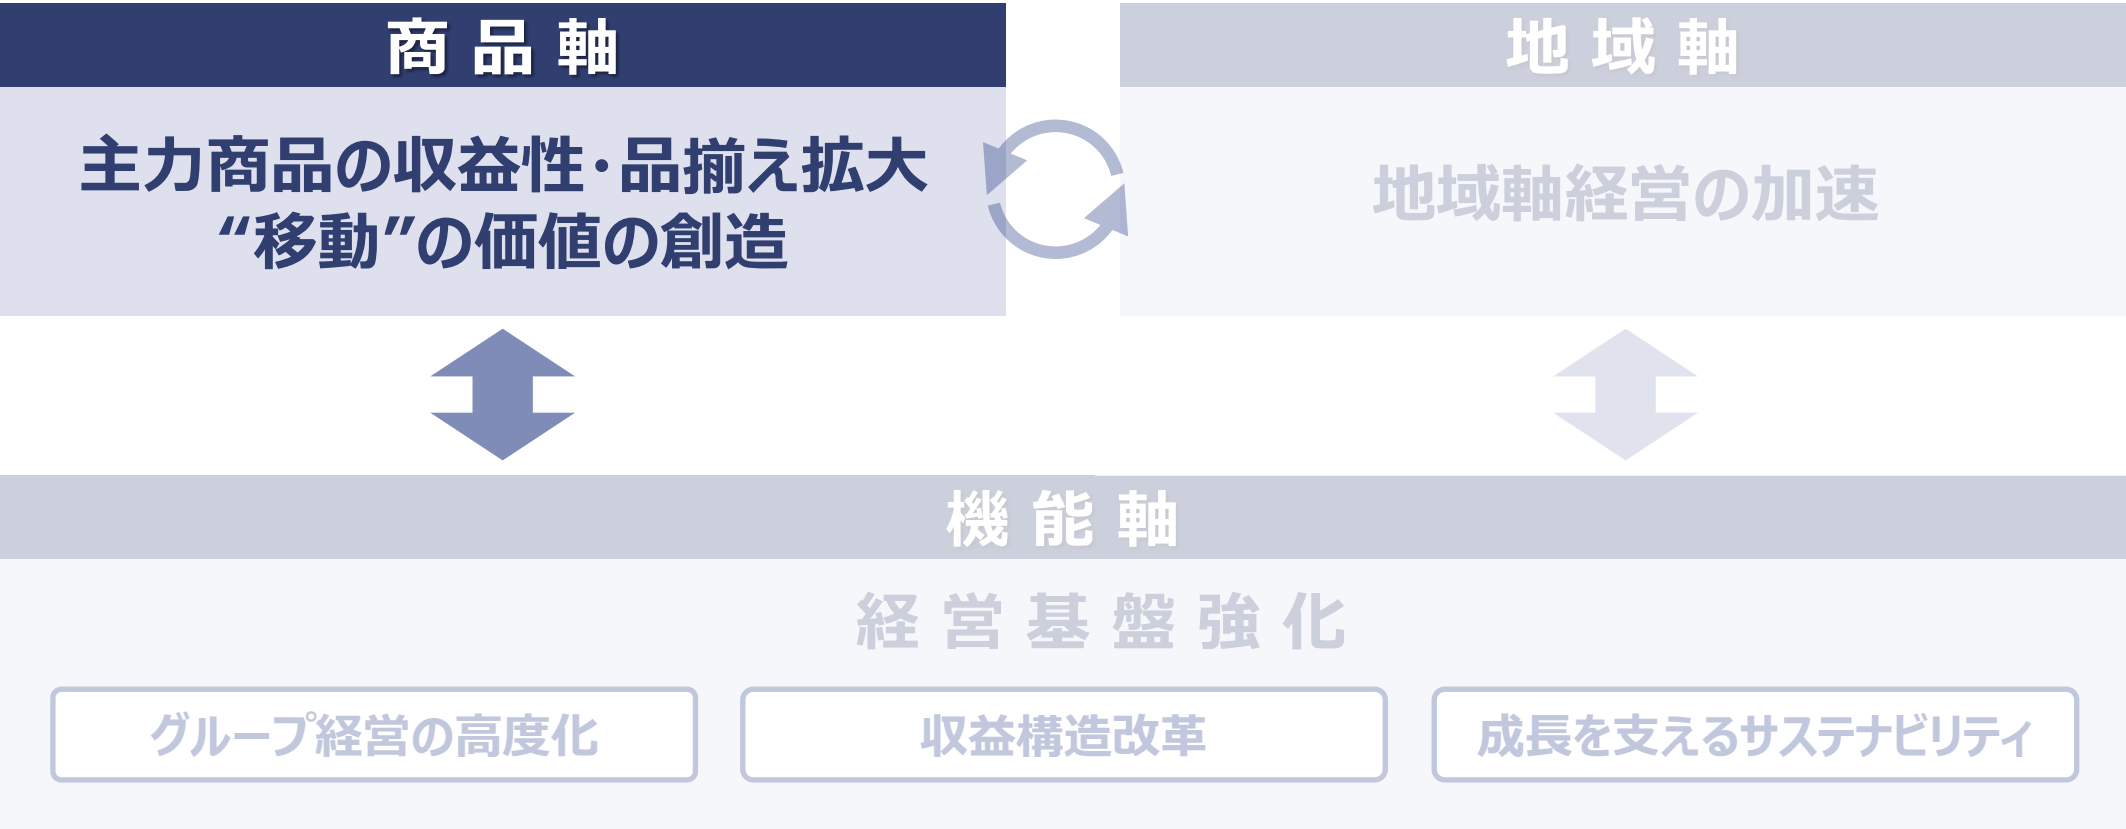 商品軸
主力商品の収益性・品揃え拡大
“移動”の価値の創造
地域軸
地域軸経営の加速
機能軸
経営基盤強化
グループ経営の高度化
収益構造改革
成長を支えるサステナビリティ